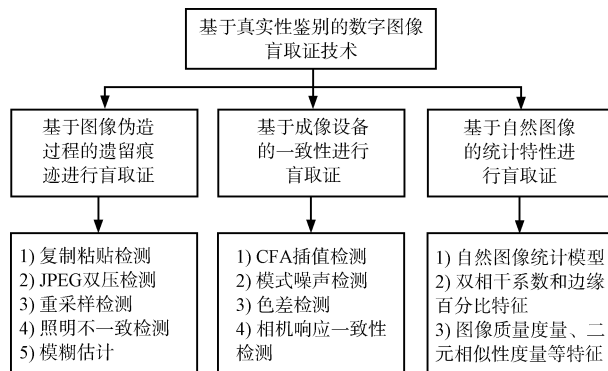 基于真实性鉴别的数字图像
盲取证技术
基于图像伪造
过程的遗留痕
迹进行盲取证
基于成像设备
的一致性进行
盲取证
基于自然图像
的统计特性进
行盲取证
1) 复制粘贴检测
2) JPEG双压检测
3) 重采样检测
4) 照明不一致检测
5) 模糊估计
1) CFA插值检测
2) 模式噪声检测
3) 色差检测
4) 相机响应一致性
检测
1) 自然图像统计模型
2) 双相干系数和边缘
百分比特征
3) 图像质量度量、二
元相似性度量等特征